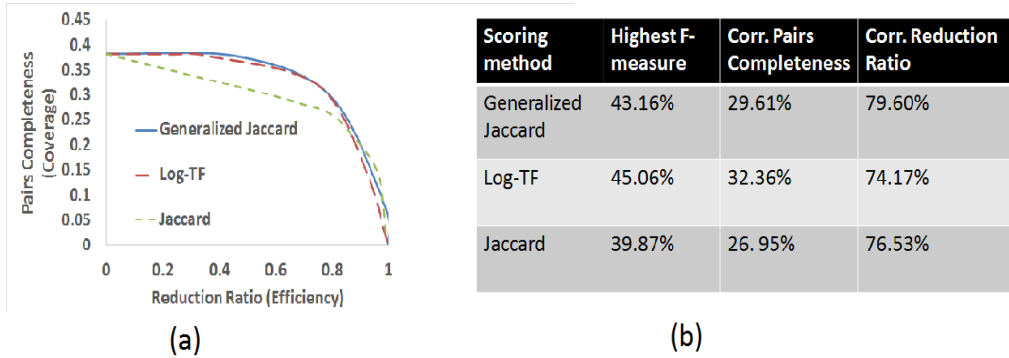 0.45
0.4
0.35
0.3
0.25
0.2
0.15
0.1
0.05
0
Pairs Completeness
(Coverage)
Generalized Jaccard
Log-TF
Jaccard
0 0.2 0.4 0.6 0.8 1
Reduction Ratio (Efficiency)
(a)
Scoring method Highest F-measure Corr. Pairs Completeness Corr. Reduction Ratio
Generalized Jaccard 43.16% 29.61% 79.60%
Log-TF 45.06% 32.36% 74.17%
Jaccard 39.87% 26. 95% 76.53%
(b)